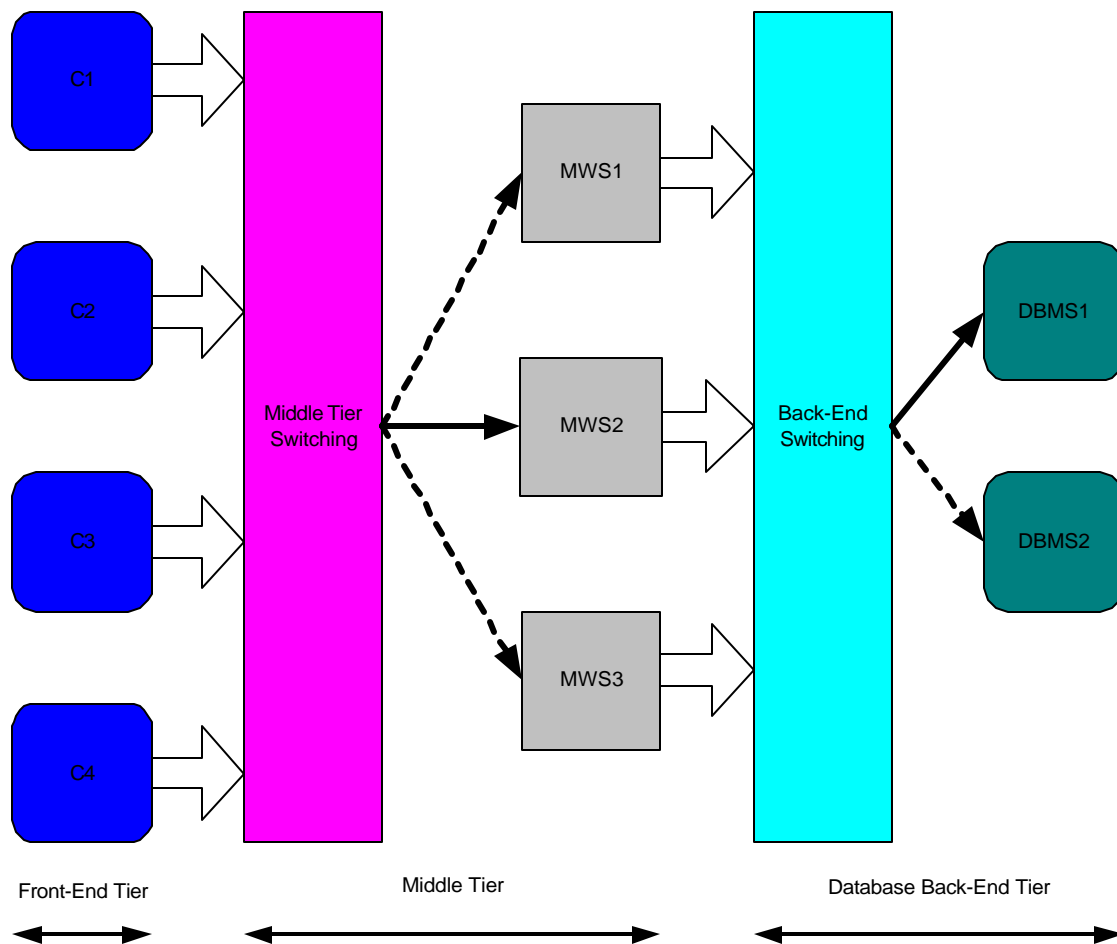 C1
C2
C3
C4
Middle Tier
Switching
MWS1
MWS2
MWS3
Back-End
Switching
DBMS1
DBMS2
Front-End Tier
Middle Tier
Database Back-End Tier